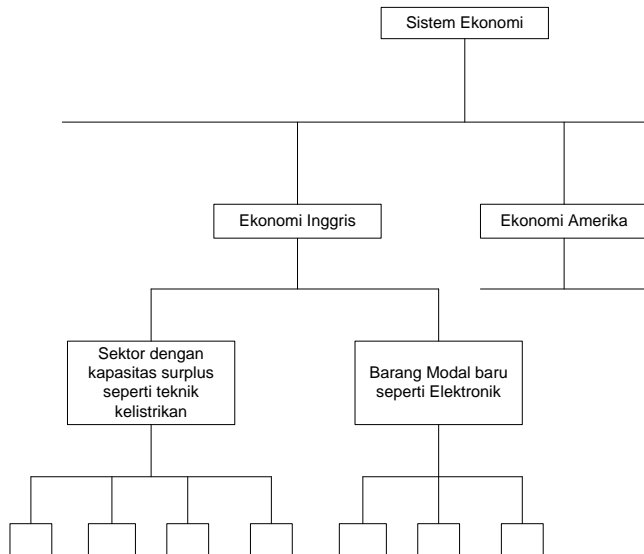 Sistem Ekonomi
Ekonomi Inggris
Ekonomi Amerika
Sektor dengan
kapasitas surplus
seperti teknik
kelistrikan
Barang Modal baru
seperti Elektronik